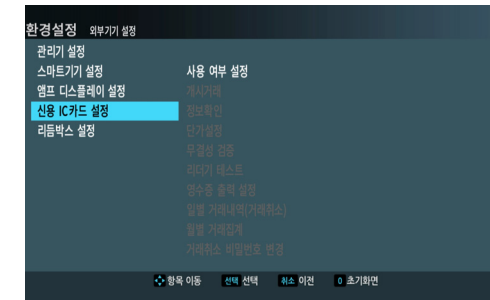 환경설정 외부기기 설정
관리기 설정
스마트기기 설정
앰프 디스플레이 설정
신용 IC카드 설정
리듬박스 설정
사용 여부 설정
개시거래
정보확인
단가설정
무결성 검증
리더기 테스트
영수증 출력 설정
일별 거래내역(거래취소)
월별 거래집계
거래취소 비밀번호 변경
항목 이동 선택 선택 취소 이전 0 초기화면